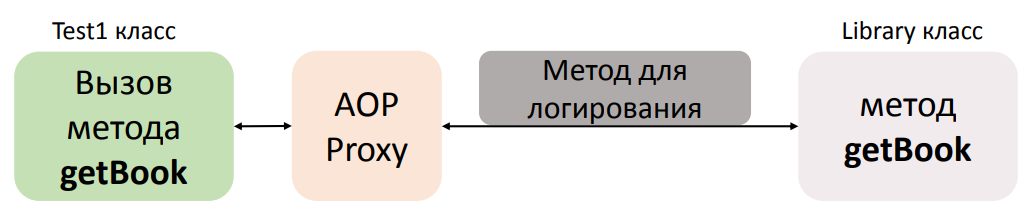 Test1 класс
Library класс
Вызов
метода
getBook
AOP
Proxy
Метод для
логирования
метод
getBook